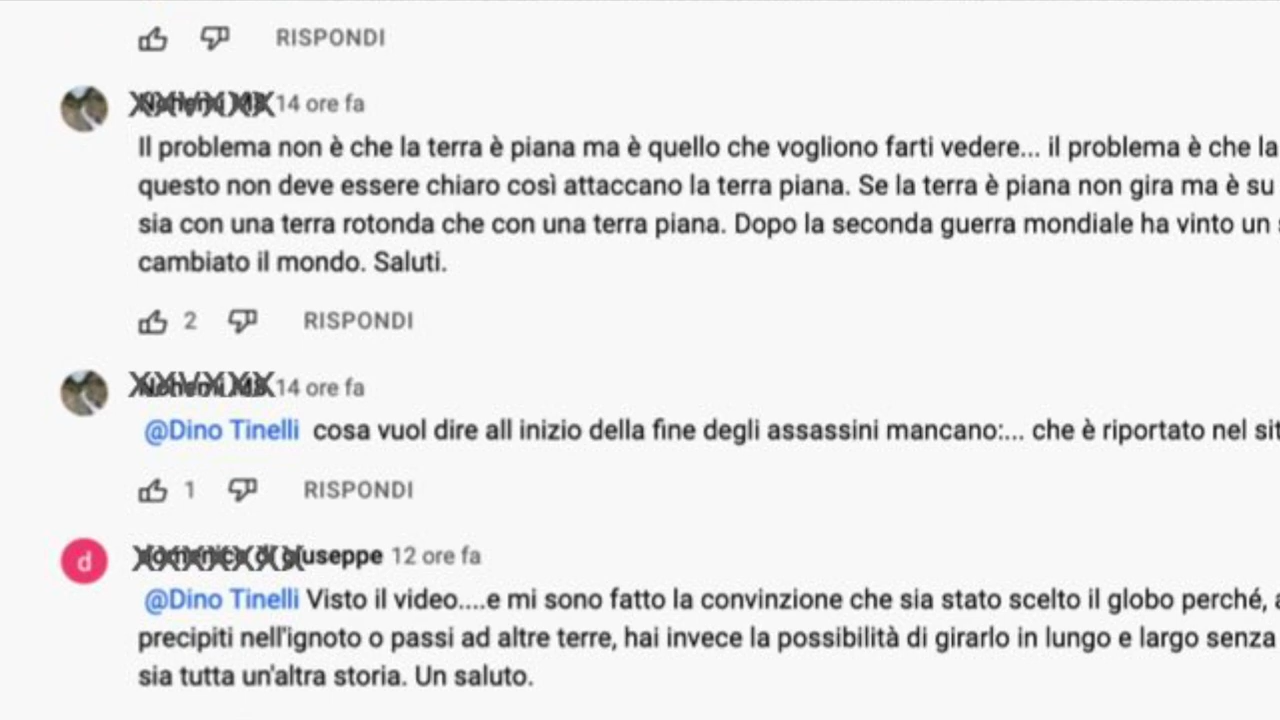 RISPONDI
14 ore fa
Il problema non è che la terra è piana ma è quello che vogliono farti vedere... il problema è che la
questo non deve essere chiaro così attaccano la terra piana. Se la terra è piana non gira ma è su
sia con una terra rotonda che con una terra piana. Dopo la seconda guerra mondiale ha vinto un
cambiato il mondo. Saluti.
2 RISPONDI
14 ore fa
@Dino Tinelli cosa vuol dire all inizio della fine degli assassini mancano:... che è riportato nel sit
1 RISPONDI
d
12 ore fa
@Dino Tinelli Visto il video....e mi sono fatto la convinzione che sia stato scelto il globo perché, a
precipiti nell'ignoto o passi ad altre terre, hai invece la possibilità di girarlo in lungo e largo senza
sia tutta un'altra storia. Un saluto.